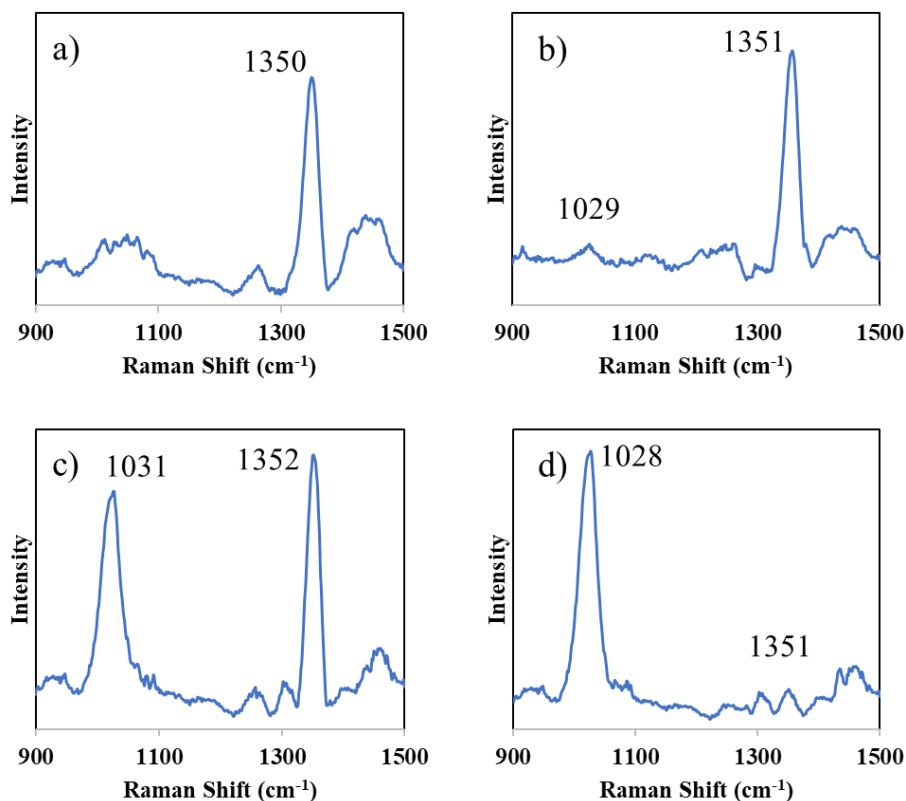 a)
1350
Intensity
900 1100 1300 1500
Raman Shift (cm⁻¹)
b)
1351
1029
Intensity
900 1100 1300 1500
Raman Shift (cm⁻¹)
c)
1031
1352
Intensity
900 1100 1300 1500
Raman Shift (cm⁻¹)
d)
1028
1351
Intensity
900 1100 1300 1500
Raman Shift (cm⁻¹)